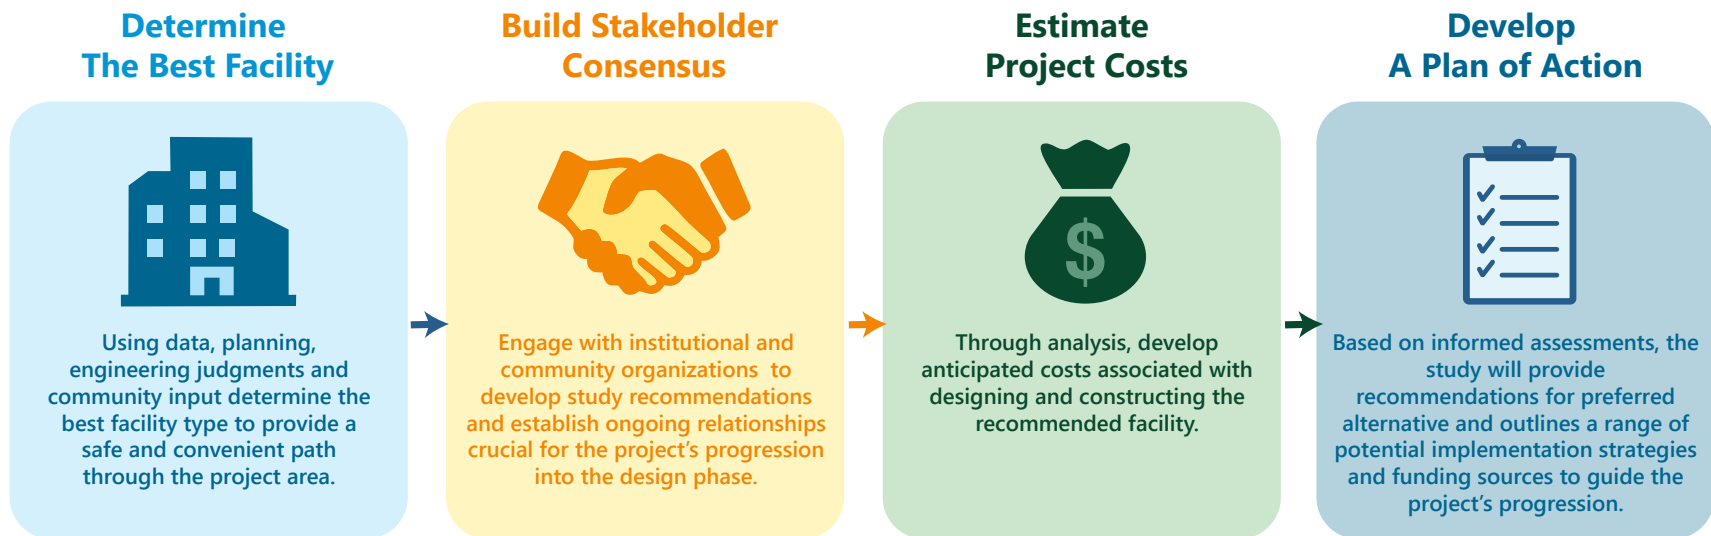 Determine
The Best Facility
Using data, planning,
engineering judgments and
community input determine the
best facility type to provide a
safe and convenient path
through the project area.
Build Stakeholder
Consensus
Engage with institutional and
community organizations  to
develop study recommendations
and establish ongoing relationships
crucial for the project’s progression
into the design phase.
Estimate
Project Costs
$
Through analysis, develop
anticipated costs associated with
designing and constructing the
recommended facility.
Develop
A Plan of Action
Based on informed assessments, the
study will provide
recommendations for preferred
alternative and outlines a range of
potential implementation strategies
and funding sources to guide the
project’s progression.